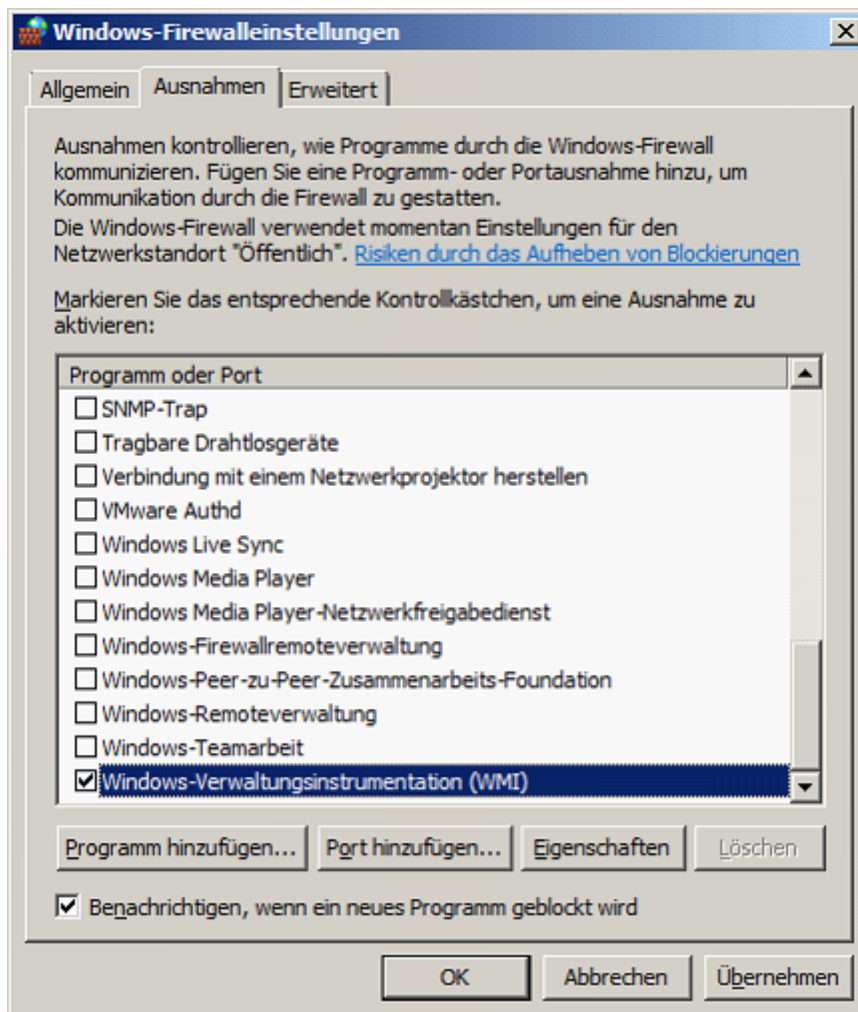 Windows-Firewalleinstellungen
Allgemein Ausnahmen Erweitert
Ausnahmen kontrollieren, wie Programme durch die Windows-Firewall
kommunizieren. Fügen Sie eine Programm- oder Portausnahme hinzu, um
Kommunikation durch die Firewall zu gestatten.
Die Windows-Firewall verwendet momentan Einstellungen für den
Netzwerkstandort "Öffentlich". Risiken durch das Aufheben von Blockierungen
Markieren Sie das entsprechende Kontrollkästchen, um eine Ausnahme zu
aktivieren:
Programm oder Port
SNMP-Trap
Tragbare Drahtlosgeräte
Verbindung mit einem Netzwerkprojektor herstellen
VMware Authd
Windows Live Sync
Windows Media Player
Windows Media Player-Netzwerkfreigabedienst
Windows-Firewallremoteverwaltung
Windows-Peer-zu-Peer-Zusammenarbeits-Foundation
Windows-Remoteverwaltung
Windows-Teamarbeit
Windows-Verwaltungsinstrumentation (WMI)
Programm hinzufügen... Port hinzufügen... Eigenschaften Löschen
Benachrichtigen, wenn ein neues Programm geblockt wird
OK Abbrechen Übernehmen